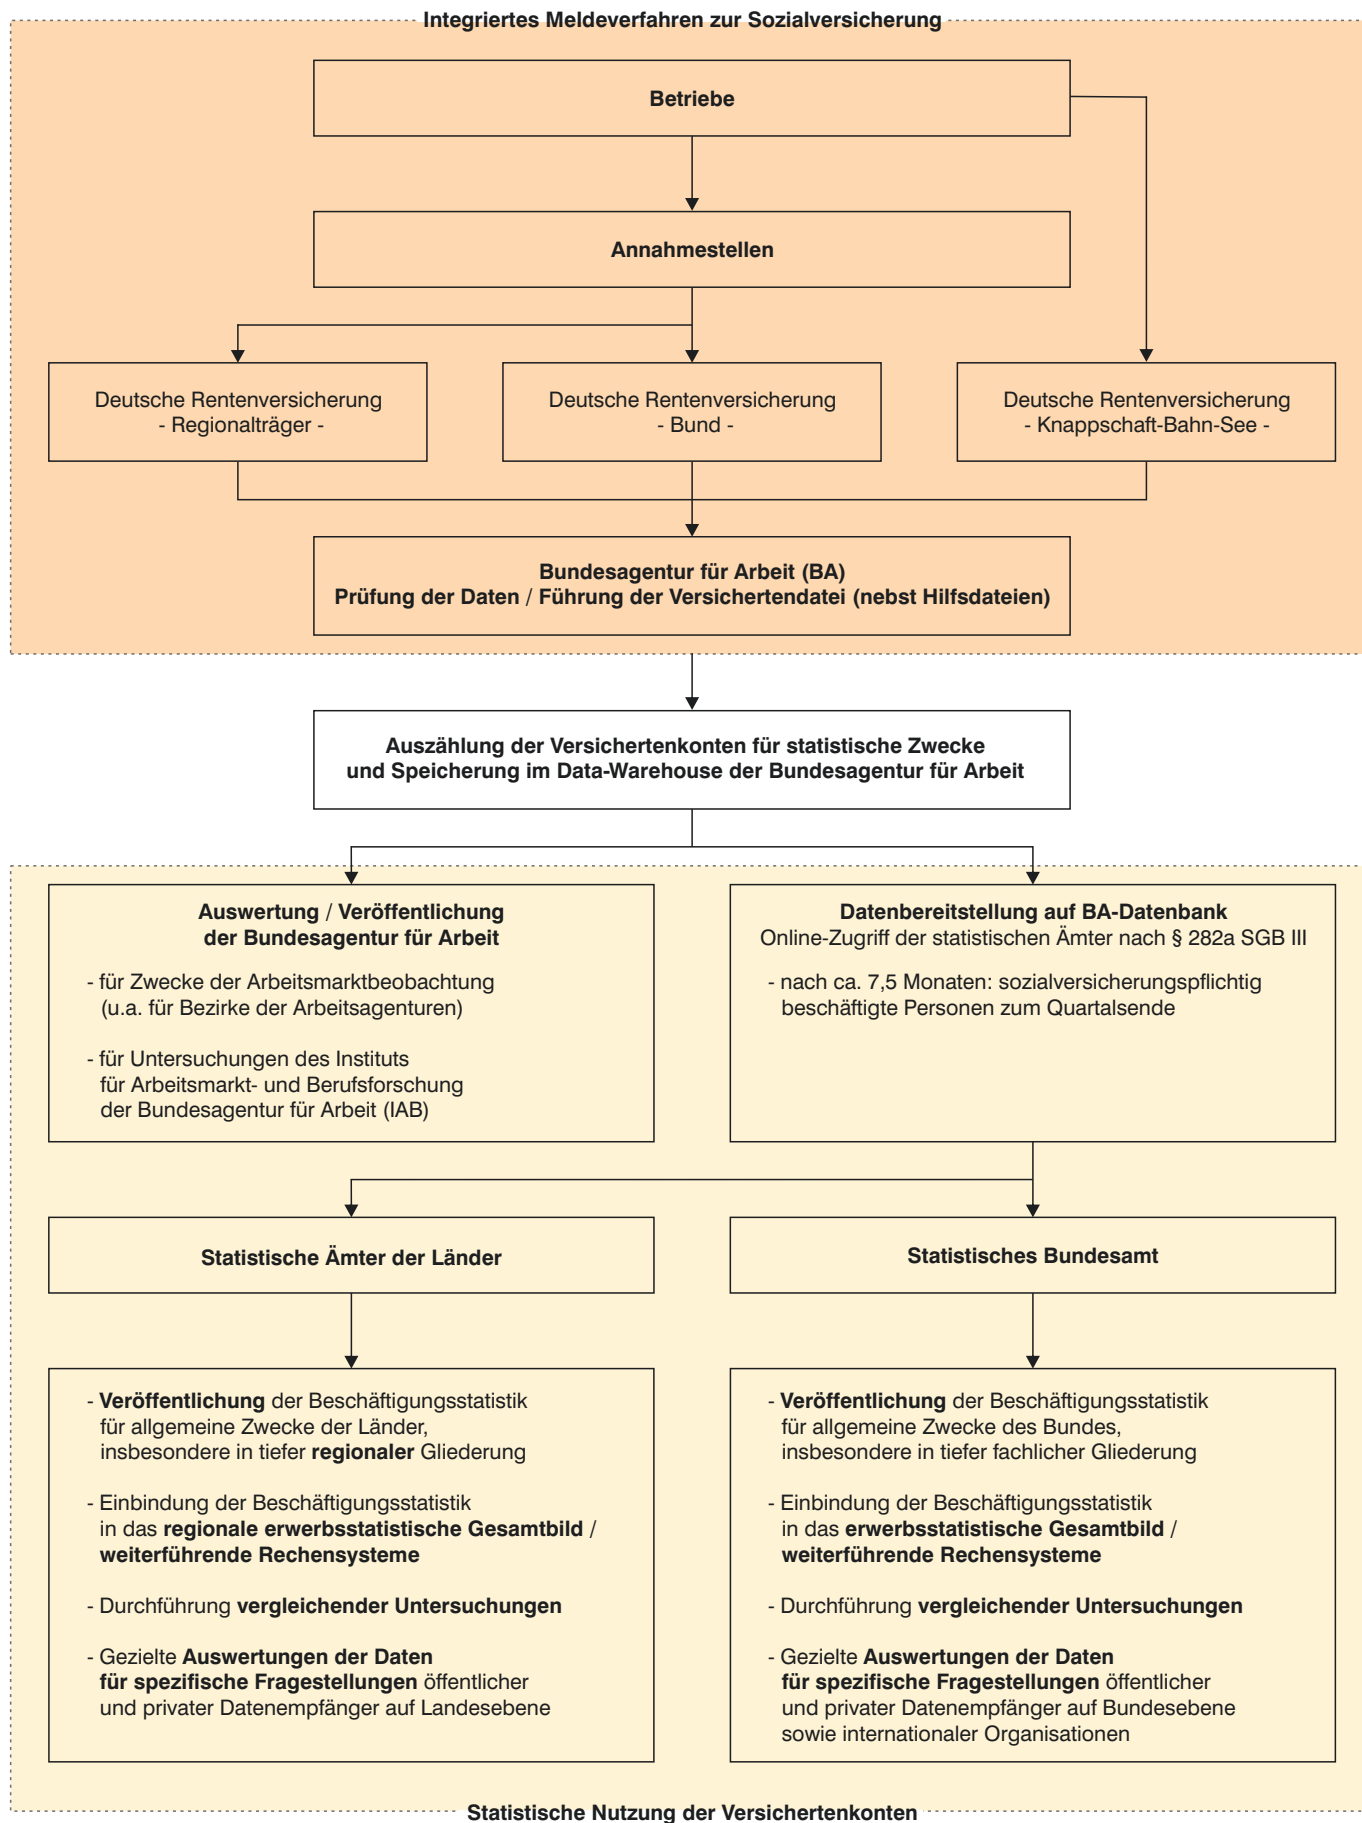 Integriertes Meldeverfahren zur Sozialversicherung
Betriebe
Annahmestellen
Deutsche Rentenversicherung
- Regionalträger -
Deutsche Rentenversicherung
- Bund -
Deutsche Rentenversicherung
- Knappschaft-Bahn-See -
Bundesagentur für Arbeit (BA)
Prüfung der Daten / Führung der Versichertendatei (nebst Hilfsdateien)
Auszählung der Versichertenkonten für statistische Zwecke
und Speicherung im Data-Warehouse der Bundesagentur für Arbeit
Auswertung / Veröffentlichung
der Bundesagentur für Arbeit
- für Zwecke der Arbeitsmarktbeobachtung
(u.a. für Bezirke der Arbeitsagenturen)
- für Untersuchungen des Instituts
für Arbeitsmarkt- und Berufsforschung
der Bundesagentur für Arbeit (IAB)
Datenbereitstellung auf BA-Datenbank
Online-Zugriff der statistischen Ämter nach § 282a SGB III
- nach ca. 7,5 Monaten: sozialversicherungspflichtig
beschäftigte Personen zum Quartalsende
Statistische Ämter der Länder
Statistisches Bundesamt
- Veröffentlichung der Beschäftigungsstatistik
für allgemeine Zwecke der Länder,
insbesondere in tiefer regionaler Gliederung
- Einbindung der Beschäftigungsstatistik
in das regionale erwerbsstatistische Gesamtbild /
weiterführende Rechensysteme
- Durchführung vergleichender Untersuchungen
- Gezielte Auswertungen der Daten
für spezifische Fragestellungen öffentlicher
und privater Datenempfänger auf Landesebene
- Veröffentlichung der Beschäftigungsstatistik
für allgemeine Zwecke des Bundes,
insbesondere in tiefer fachlicher Gliederung
- Einbindung der Beschäftigungsstatistik
in das erwerbsstatistische Gesamtbild /
weiterführende Rechensysteme
- Durchführung vergleichender Untersuchungen
- Gezielte Auswertungen der Daten
für spezifische Fragestellungen öffentlicher
und privater Datenempfänger auf Bundesebene
sowie internationaler Organisationen
Statistische Nutzung der Versichertenkonten